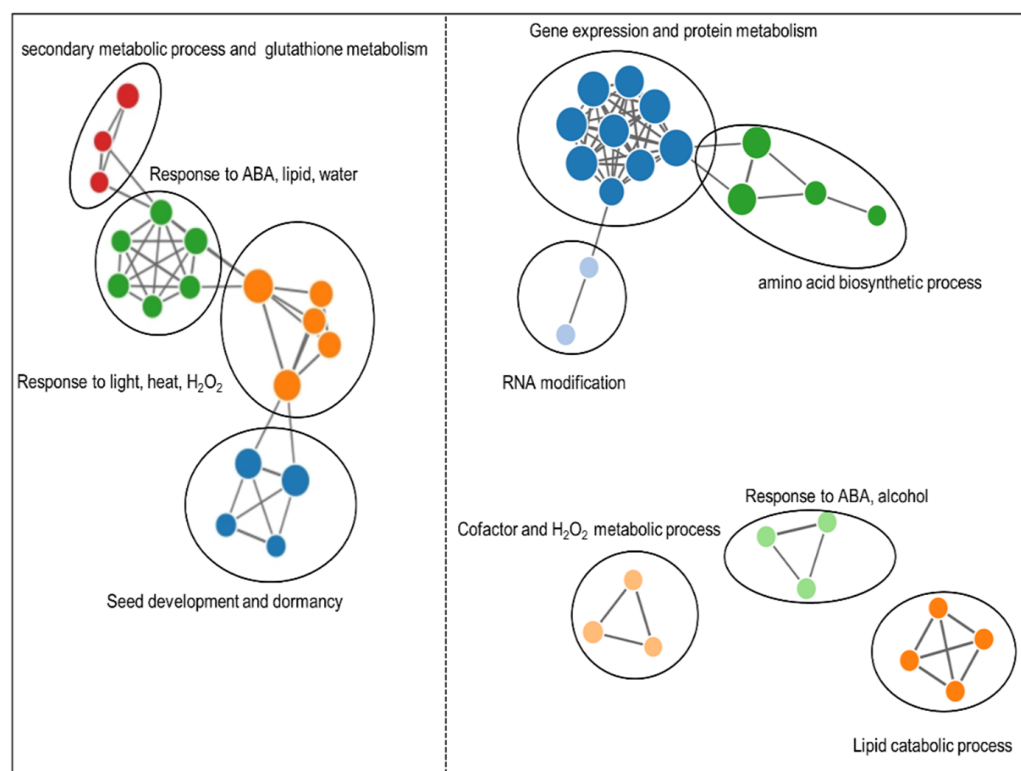 secondary metabolic process and glutathione metabolism
Response to ABA, lipid, water
Response to light, heat, H₂O₂
Seed development and dormancy
Gene expression and protein metabolism
amino acid biosynthetic process
RNA modification
Response to ABA, alcohol
Cofactor and H₂O₂ metabolic process
Lipid catabolic process